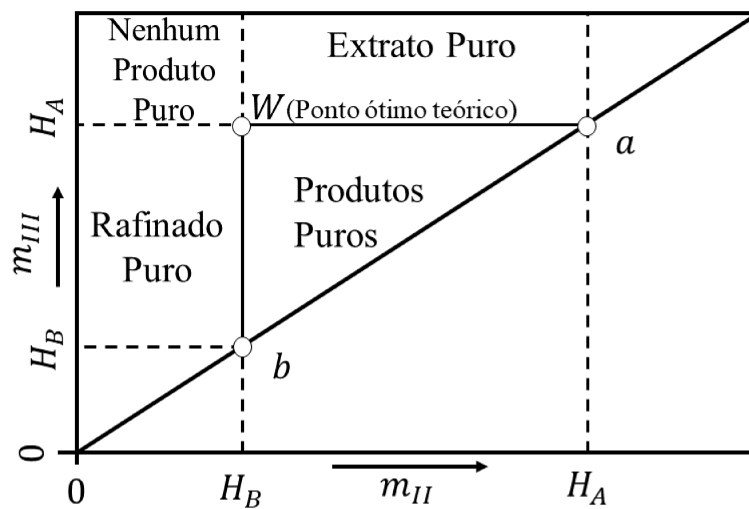 Nenhum
Produto
Puro
Extrato Puro
W(Ponto ótimo teórico)
H_A
a
Produtos
Puros
Rafinado
Puro
m_III
H_B
b
0
0
H_B
m_II
H_A